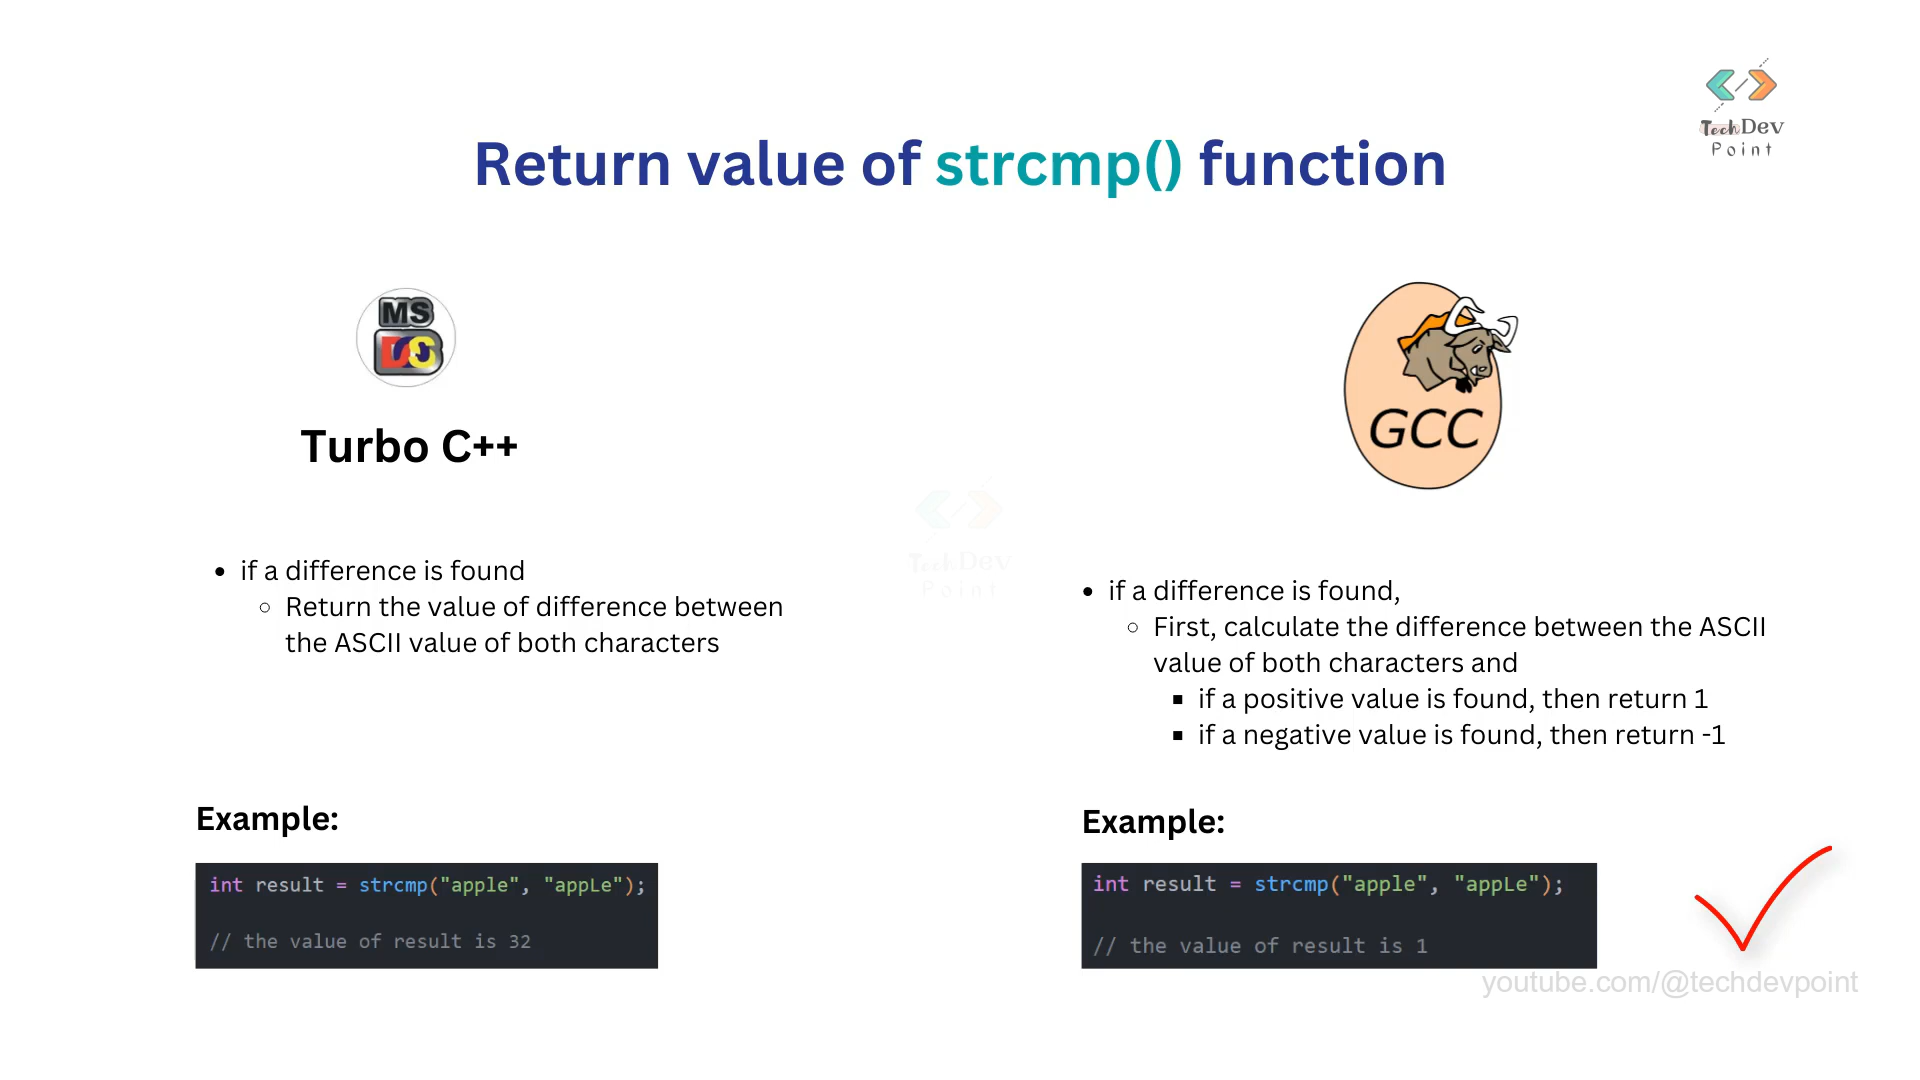 TechDev
Point
Return value of strcmp() function
MS
DOS
Turbo C++
GCC
TechDev
Point
• if a difference is found
○ Return the value of difference between
the ASCII value of both characters
• if a difference is found,
○ First, calculate the difference between the ASCII
value of both characters and
▪ if a positive value is found, then return 1
▪ if a negative value is found, then return -1
Example:
int result = strcmp("apple", "appLe");
// the value of result is 32
Example:
int result = strcmp("apple", "appLe");
// the value of result is 1
youtube.com/@techdevpoint